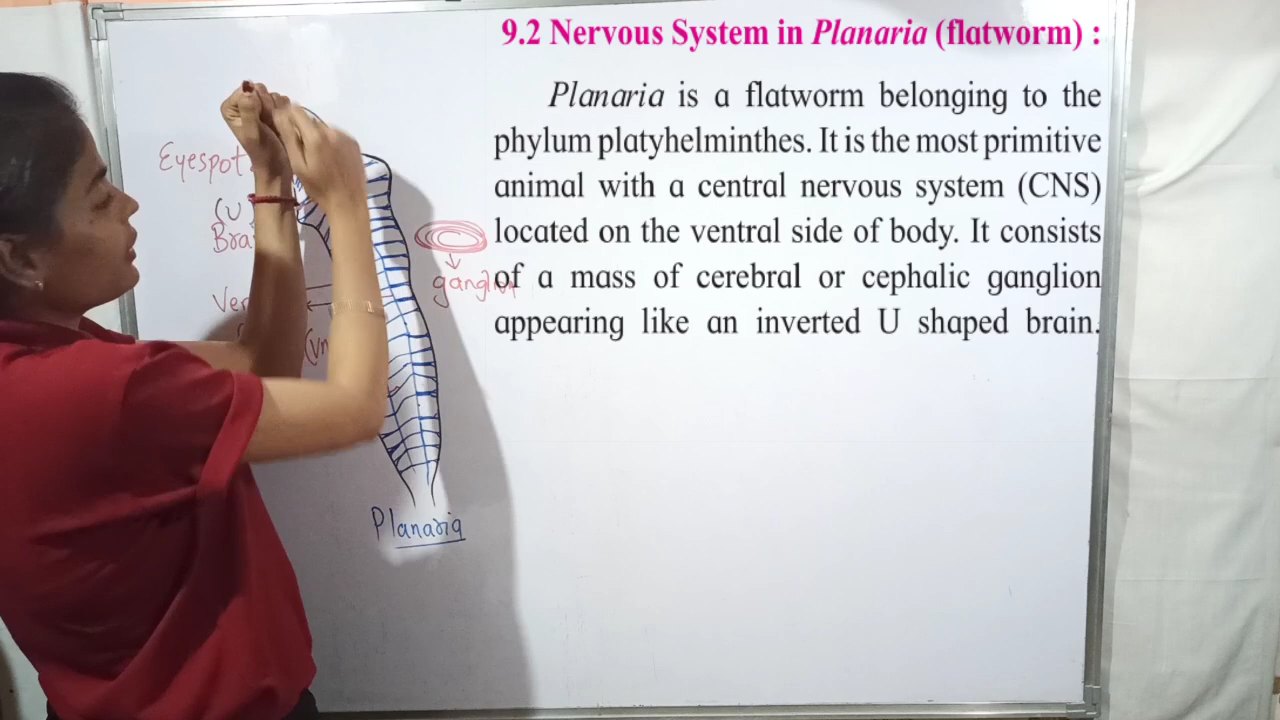 9.2 Nervous System in Planaria (flatworm) :
Planaria is a flatworm belonging to the
phylum platyhelminthes. It is the most primitive
animal with a central nervous system (CNS)
located on the ventral side of body. It consists
of a mass of cerebral or cephalic ganglion
appearing like an inverted U shaped brain.
Eyespot
(U)
ganglion
Planaria